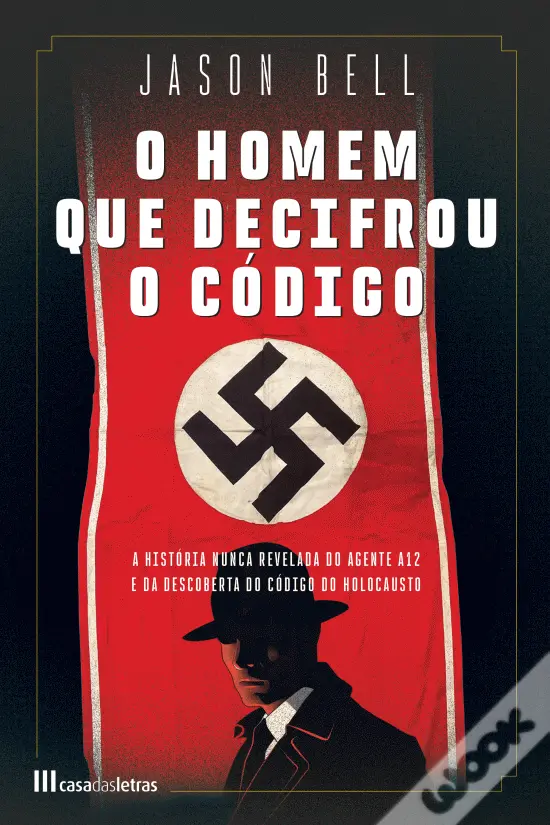 JASON BELL
O HOMEM
QUE DECIFROU
O CÓDIGO
A HISTÓRIA NUNCA REVELADA DO AGENTE A12
E DA DESCOBERTA DO CÓDIGO DO HOLOCAUSTO
casadasletras
wook